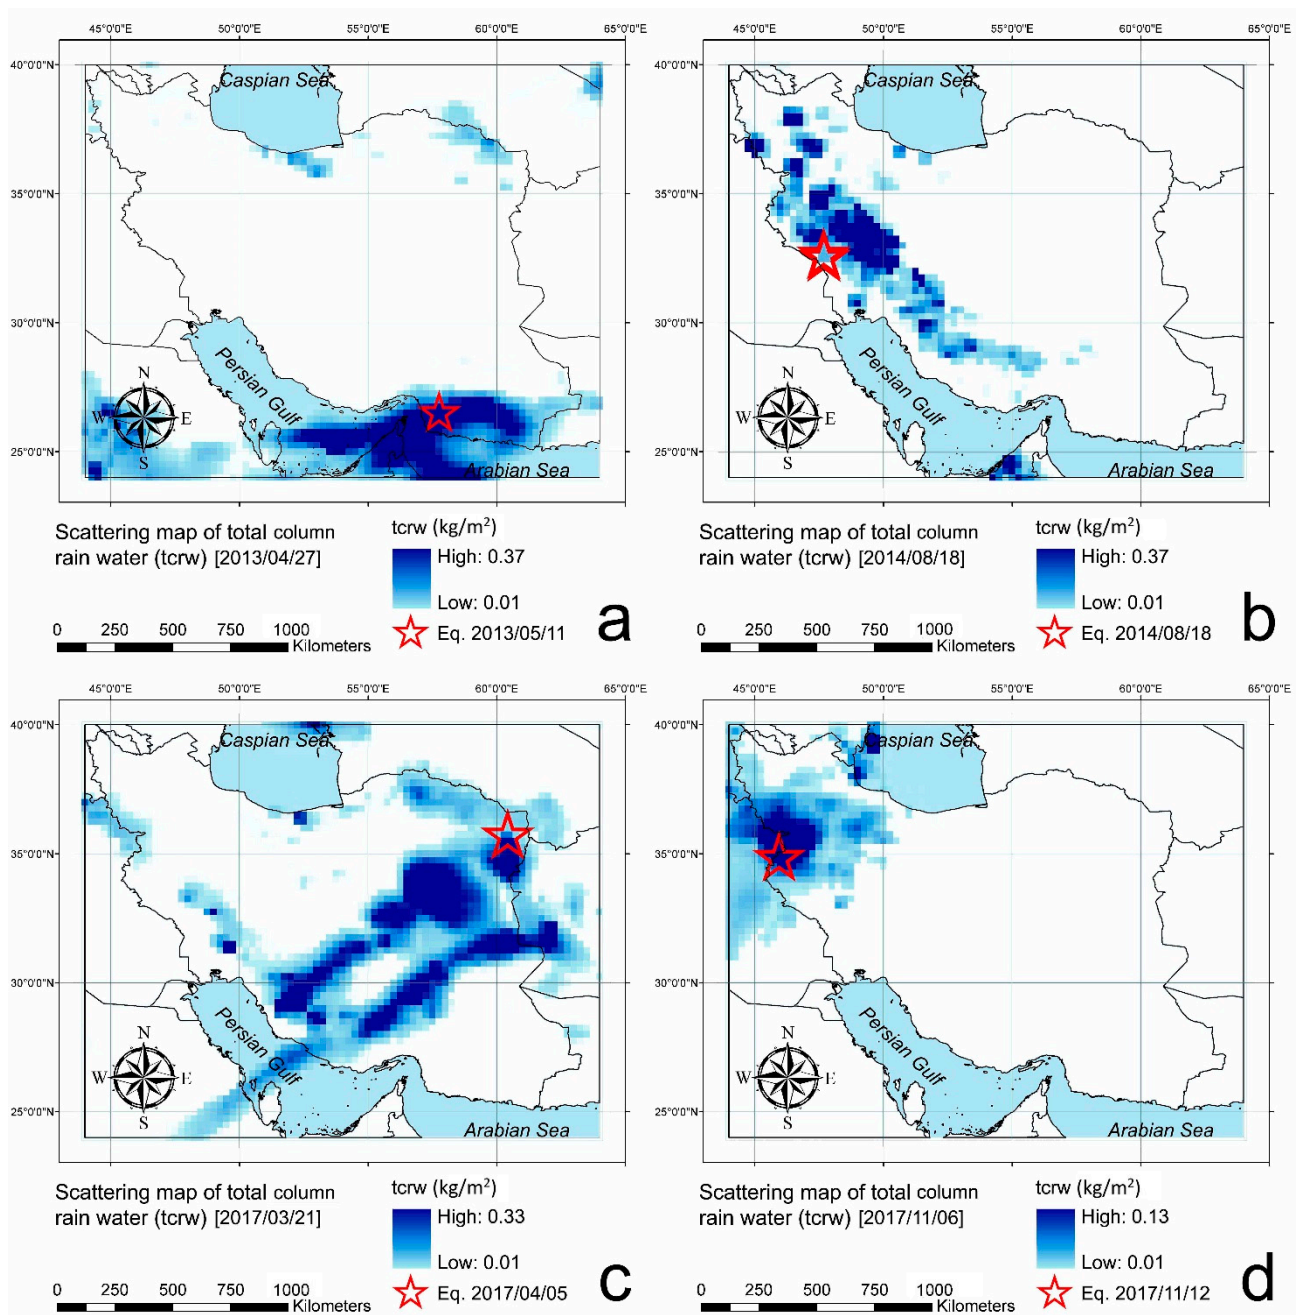 45°0'0"E 50°0'0"E 55°0'0"E 60°0'0"E 65°0'0"E
40°0'0"N
35°0'0"N
30°0'0"N
25°0'0"N
Caspian Sea
Persian Gulf
Arabian Sea
N
W E
S
Scattering map of total column
rain water (tcrw) [2013/04/27]
tcrw (kg/m²)
High: 0.37
Low: 0.01
Eq. 2013/05/11
0 250 500 750 1000
Kilometers
a
45°0'0"E 50°0'0"E 55°0'0"E 60°0'0"E 65°0'0"E
40°0'0"N
35°0'0"N
30°0'0"N
25°0'0"N
Caspian Sea
Persian Gulf
Arabian Sea
N
W E
S
Scattering map of total column
rain water (tcrw) [2014/08/18]
tcrw (kg/m²)
High: 0.37
Low: 0.01
Eq. 2014/08/18
0 250 500 750 1000
Kilometers
b
45°0'0"E 50°0'0"E 55°0'0"E 60°0'0"E 65°0'0"E
40°0'0"N
35°0'0"N
30°0'0"N
25°0'0"N
Caspian Sea
Persian Gulf
Arabian Sea
N
W E
S
Scattering map of total column
rain water (tcrw) [2017/03/21]
tcrw (kg/m²)
High: 0.33
Low: 0.01
Eq. 2017/04/05
0 250 500 750 1000
Kilometers
c
45°0'0"E 50°0'0"E 55°0'0"E 60°0'0"E 65°0'0"E
40°0'0"N
35°0'0"N
30°0'0"N
25°0'0"N
Caspian Sea
Persian Gulf
Arabian Sea
N
W E
S
Scattering map of total column
rain water (tcrw) [2017/11/06]
tcrw (kg/m²)
High: 0.13
Low: 0.01
Eq. 2017/11/12
0 250 500 750 1000
Kilometers
d